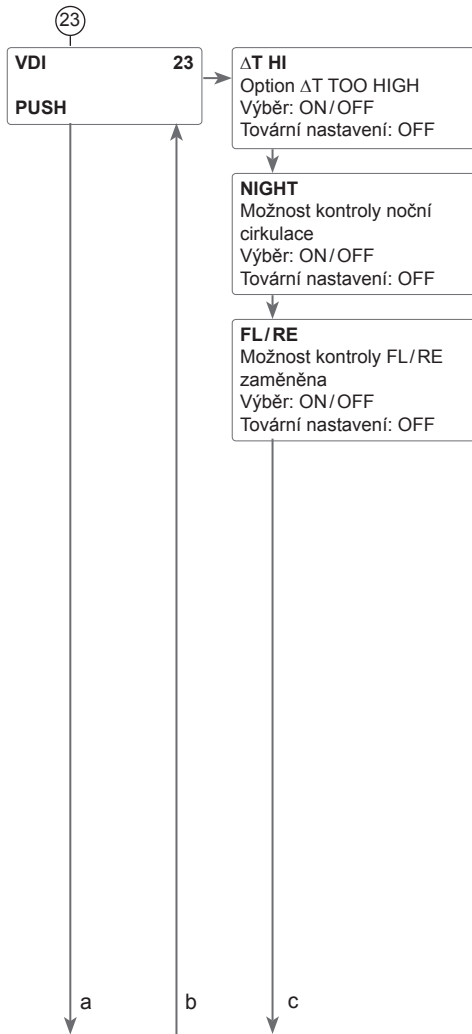 23
VDI 23
PUSH
ΔT HI
Option ΔT TOO HIGH
Výběr: ON/OFF
Tovární nastavení: OFF
NIGHT
Možnost kontroly noční
cirkulace
Výběr: ON/OFF
Tovární nastavení: OFF
FL/RE
Možnost kontroly FL/RE
zaměněna
Výběr: ON/OFF
Tovární nastavení: OFF
a b c